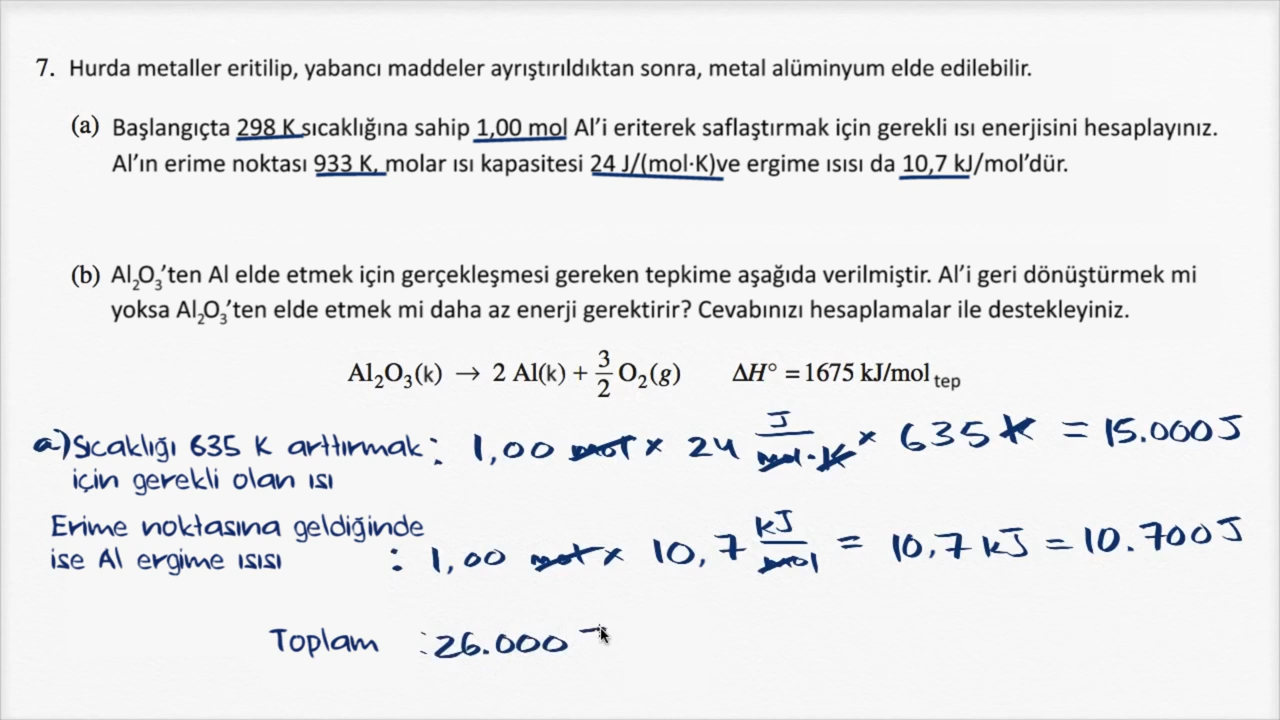 7. Hurda metaller eritilip, yabancı maddeler ayrıştırıldıktan sonra, metal alüminyum elde edilebilir.
(a) Başlangıçta 298 K sıcaklığına sahip 1,00 mol Al’i eriterek saflaştırmak için gerekli ısı enerjisini hesaplayınız.
Al’ın erime noktası 933 K, molar ısı kapasitesi 24 J/(mol·K)ve ergime ısısı da 10,7 kJ/mol’dür.
(b) Al₂O₃’ten Al elde etmek için gerçekleşmesi gereken tepkime aşağıda verilmiştir. Al’i geri dönüştürmek mi
yoksa Al₂O₃’ten elde etmek mi daha az enerji gerektirir? Cevabınızı hesaplamalar ile destekleyiniz.
Al₂O₃(k) → 2 Al(k) + 3/2 O₂(g) ΔH° = 1675 kJ/mol tep
a) Sıcaklığı 635 K arttırmak : 1,00 mol x 24 J/mol·K x 635 K = 15.000 J
için gerekli olan ısı
Erime noktasına geldiğinde
ise Al ergime ısısı : 1,00 mol x 10,7 kJ/mol = 10,7 kJ = 10.700 J
Toplam : 26.000